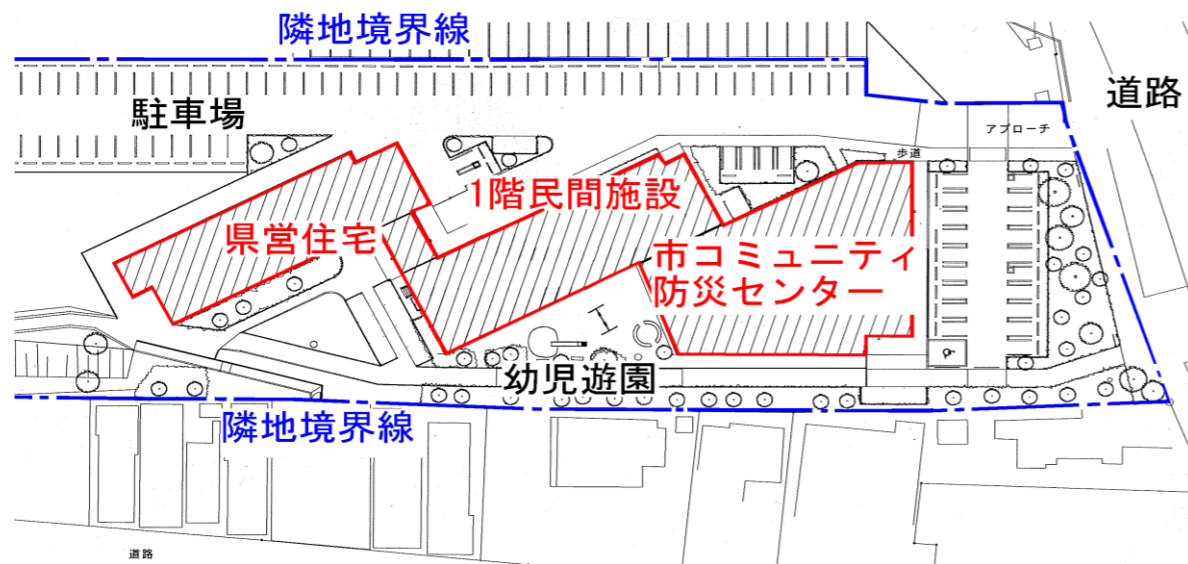 隣地境界線
道路
駐車場
アプローチ
歩道
1階民間施設
県営住宅
市コミュニティ
防災センター
幼児遊園
隣地境界線
道路